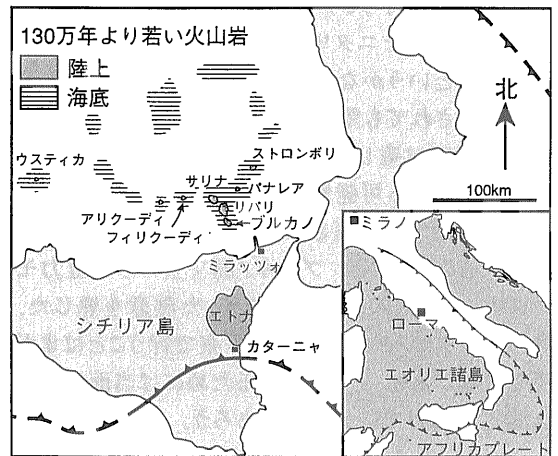 130万年より若い火山岩
陸上
海底
北
100km
ウスティカ
ストロンボリ
サリナ
パナレア
リパリ
アリクーディ
フィリクーディ
ブルカノ
ミラッツォ
エトナ
シチリア島
カターニャ
ミラノ
ローマ
エオリエ諸島
アフリカプレート